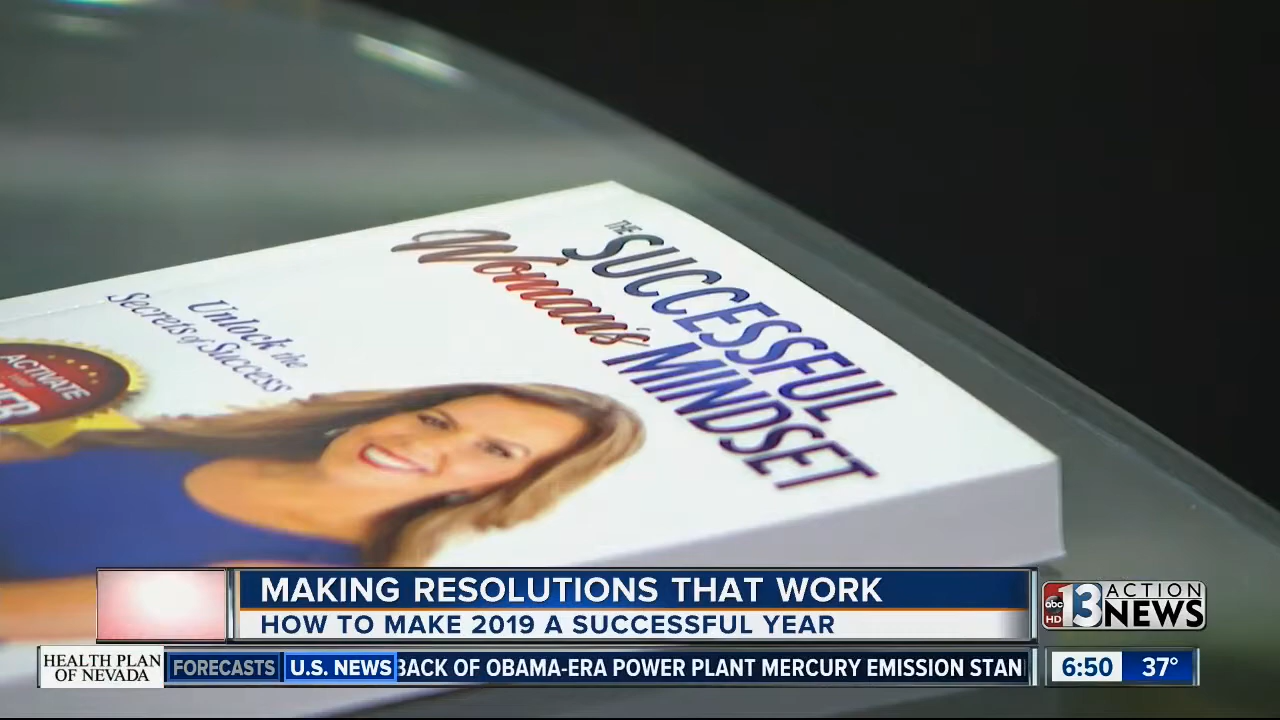 THE
SUCCESSFUL
Woman's
MINDSET
Unlock the
Secrets of Success
ACTIVATE
MAKING RESOLUTIONS THAT WORK
HOW TO MAKE 2019 A SUCCESSFUL YEAR
abc
HD
13
ACTION
NEWS
HEALTH PLAN
OF NEVADA
FORECASTS
U.S. NEWS
BACK OF OBAMA-ERA POWER PLANT MERCURY EMISSION STAN
6:50
37°